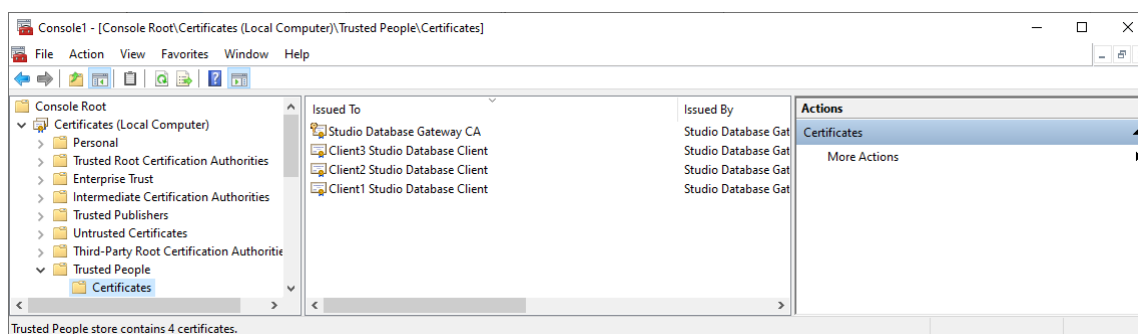 Console1 - [Console Root\Certificates (Local Computer)\Trusted People\Certificates]
File Action View Favorites Window Help
Console Root
Certificates (Local Computer)
Personal
Trusted Root Certification Authorities
Enterprise Trust
Intermediate Certification Authorities
Trusted Publishers
Untrusted Certificates
Third-Party Root Certification Authoritie
Trusted People
Certificates
Issued To Issued By
Studio Database Gateway CA Studio Database Gat
Client3 Studio Database Client Studio Database Gat
Client2 Studio Database Client Studio Database Gat
Client1 Studio Database Client Studio Database Gat
Actions
Certificates
More Actions
Trusted People store contains 4 certificates.